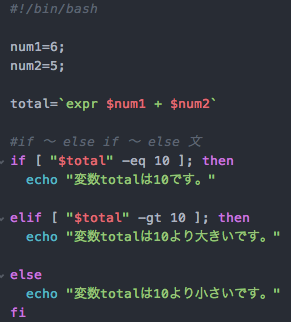 #!/bin/bash
num1=6;
num2=5;
total=`expr $num1 + $num2`
#if 〜 else if 〜 else 文
if [ "$total" -eq 10 ]; then
echo "変数totalは10です。"
elif [ "$total" -gt 10 ]; then
echo "変数totalは10より大きいです。"
else
echo "変数totalは10より小さいです。"
fi